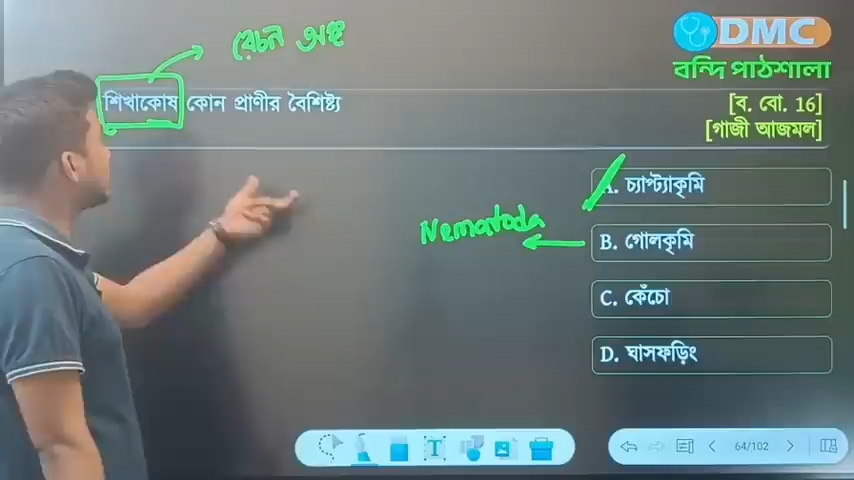 রেচন অঙ্গ
DMC
বন্দি পাঠশালা
শিখাকোষ কোন প্রাণীর বৈশিষ্ট্য
[ব. বো. 16]
[গাজী আজমল]
A. চ্যাপ্ট্যাকৃমি
Nematoda
B. গোলকৃমি
C. কেঁচো
D. ঘাসফড়িং
64/102